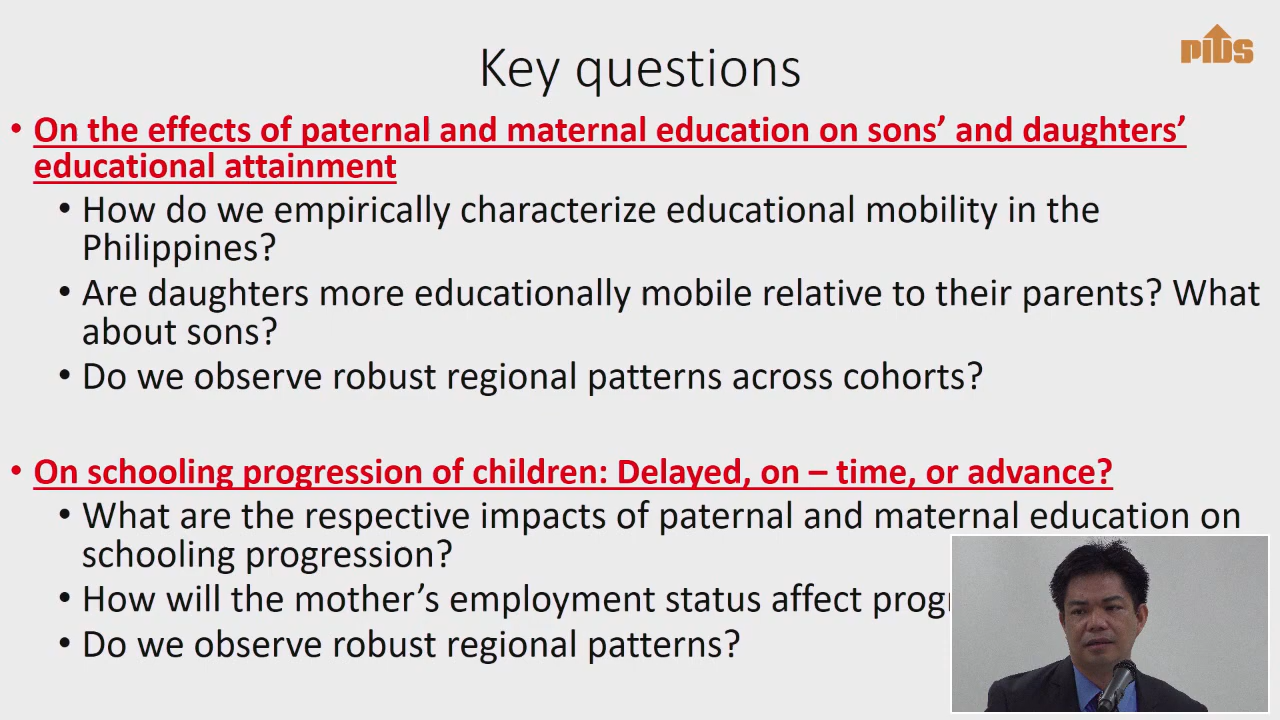 PIDS
Key questions
• On the effects of paternal and maternal education on sons’ and daughters’
educational attainment
• How do we empirically characterize educational mobility in the
Philippines?
• Are daughters more educationally mobile relative to their parents? What
about sons?
• Do we observe robust regional patterns across cohorts?
• On schooling progression of children: Delayed, on – time, or advance?
• What are the respective impacts of paternal and maternal education on
schooling progression?
• How will the mother’s employment status affect
• Do we observe robust regional patterns?